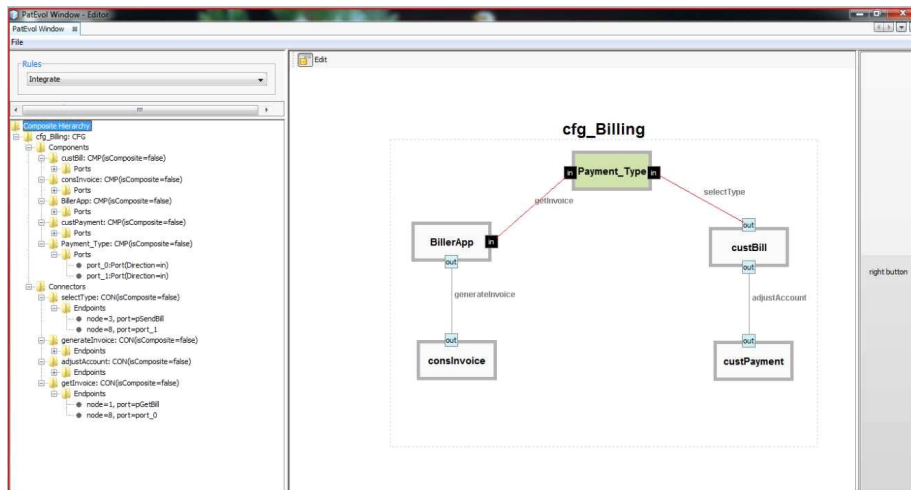 PatEvol Window - Editor
PatEvol Window
File
Rules
Integrate
Edit
Composite Hierarchy
cfg_Billing: CFG
Components
custBill: CMP(isComposite=false)
Ports
consInvoice: CMP(isComposite=false)
Ports
BillerApp: CMP(isComposite=false)
Ports
custPayment: CMP(isComposite=false)
Ports
Payment_Type: CMP(isComposite=false)
Ports
port_0:Port(Direction=in)
port_1:Port(Direction=in)
Connectors
selectType: CON(isComposite=false)
Endpoints
node=3, port=pSendBill
node=8, port=port_1
generateInvoice: CON(isComposite=false)
Endpoints
adjustAccount: CON(isComposite=false)
Endpoints
getInvoice: CON(isComposite=false)
Endpoints
node=1, port=pGetBill
node=8, port=port_0
cfg_Billing
in Payment_Type in
getInvoice
selectType
BillerApp in
out
generateInvoice
out
consInvoice
out
custBill
out
adjustAccount
out
custPayment
right button